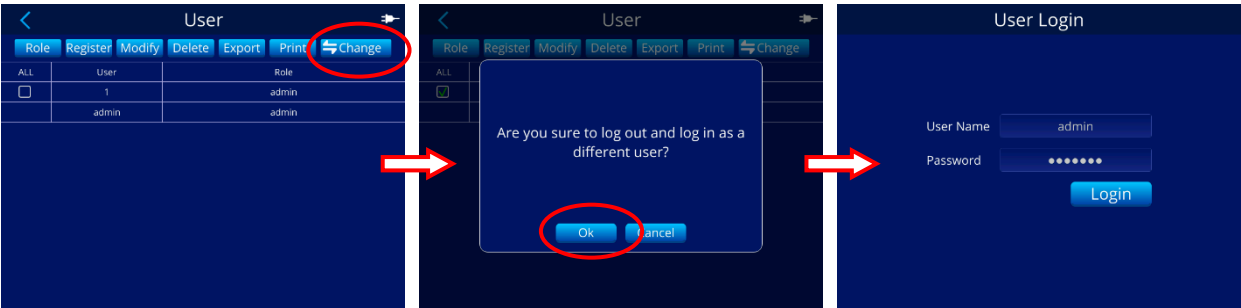 User
Role Register Modify Delete Export Print Change
ALL User Role
1 admin
admin admin
User
Role Register Modify Delete Export Print Change
ALL
Are you sure to log out and log in as a
different user?
Ok Cancel
User Login
User Name admin
Password •••••••
Login